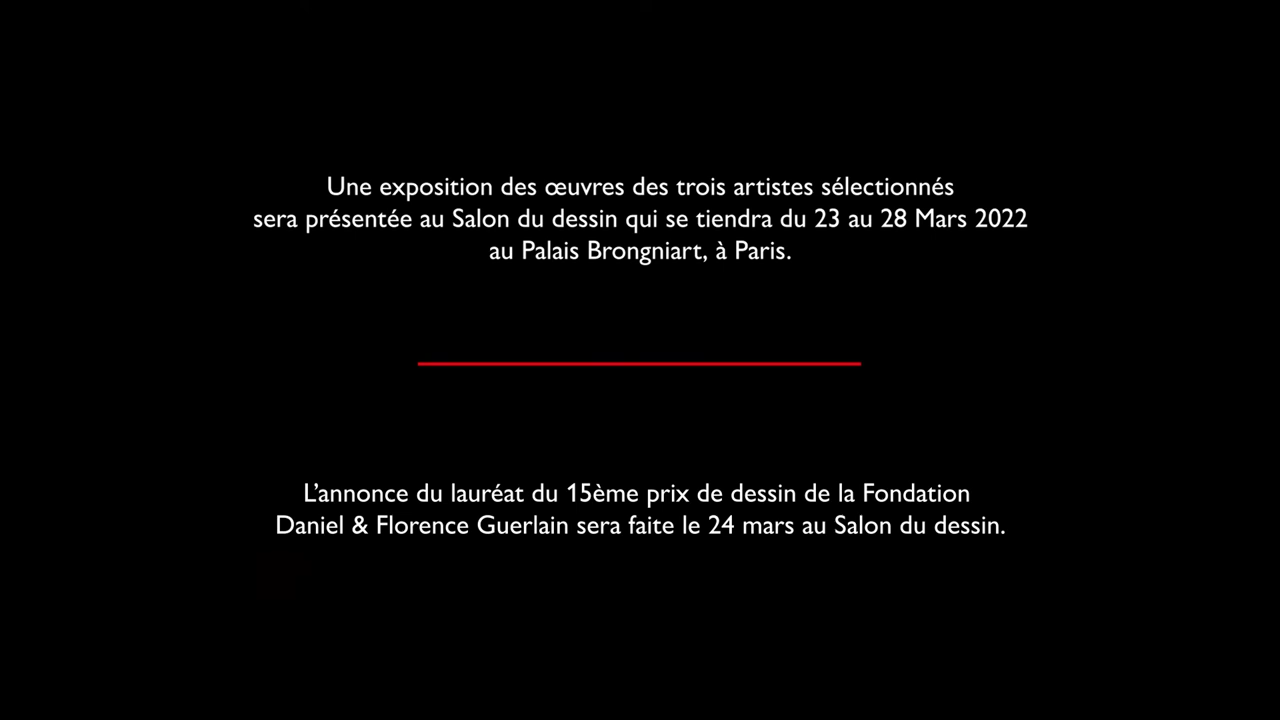 Une exposition des œuvres des trois artistes sélectionnés
sera présentée au Salon du dessin qui se tiendra du 23 au 28 Mars 2022
au Palais Brongniart, à Paris.
L’annonce du lauréat du 15ème prix de dessin de la Fondation
Daniel & Florence Guerlain sera faite le 24 mars au Salon du dessin.